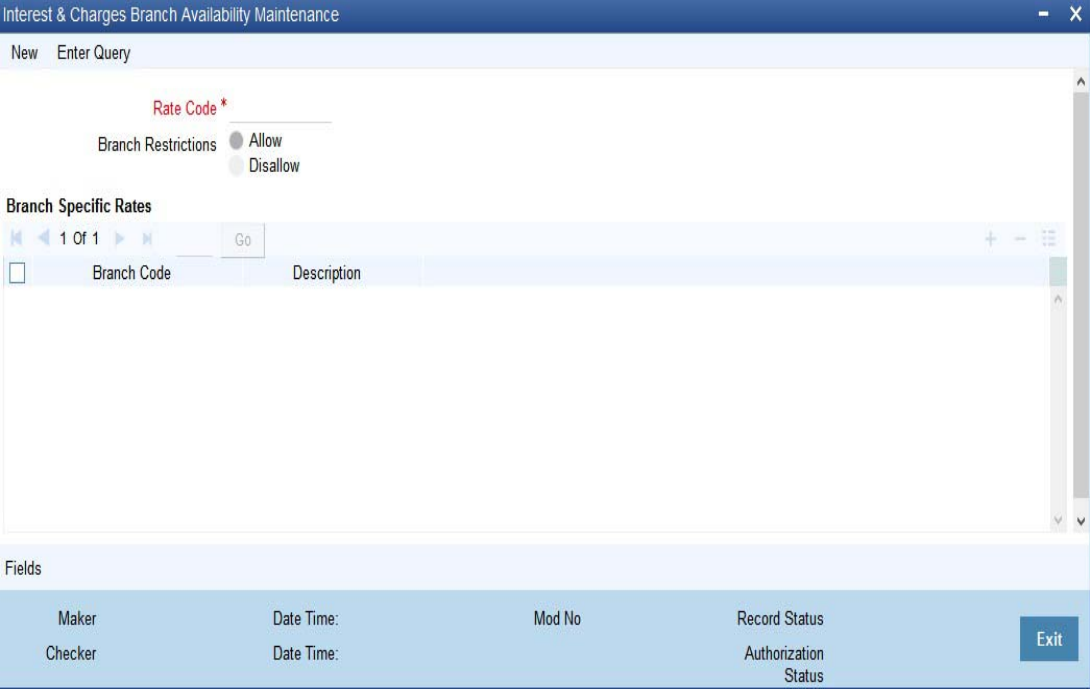 Interest & Charges Branch Availability Maintenance
New Enter Query
Rate Code *
Branch Restrictions Allow
Disallow
Branch Specific Rates
1 Of 1 Go
Branch Code Description
Fields
Maker Date Time: Mod No Record Status
Checker Date Time: Authorization
Status
Exit